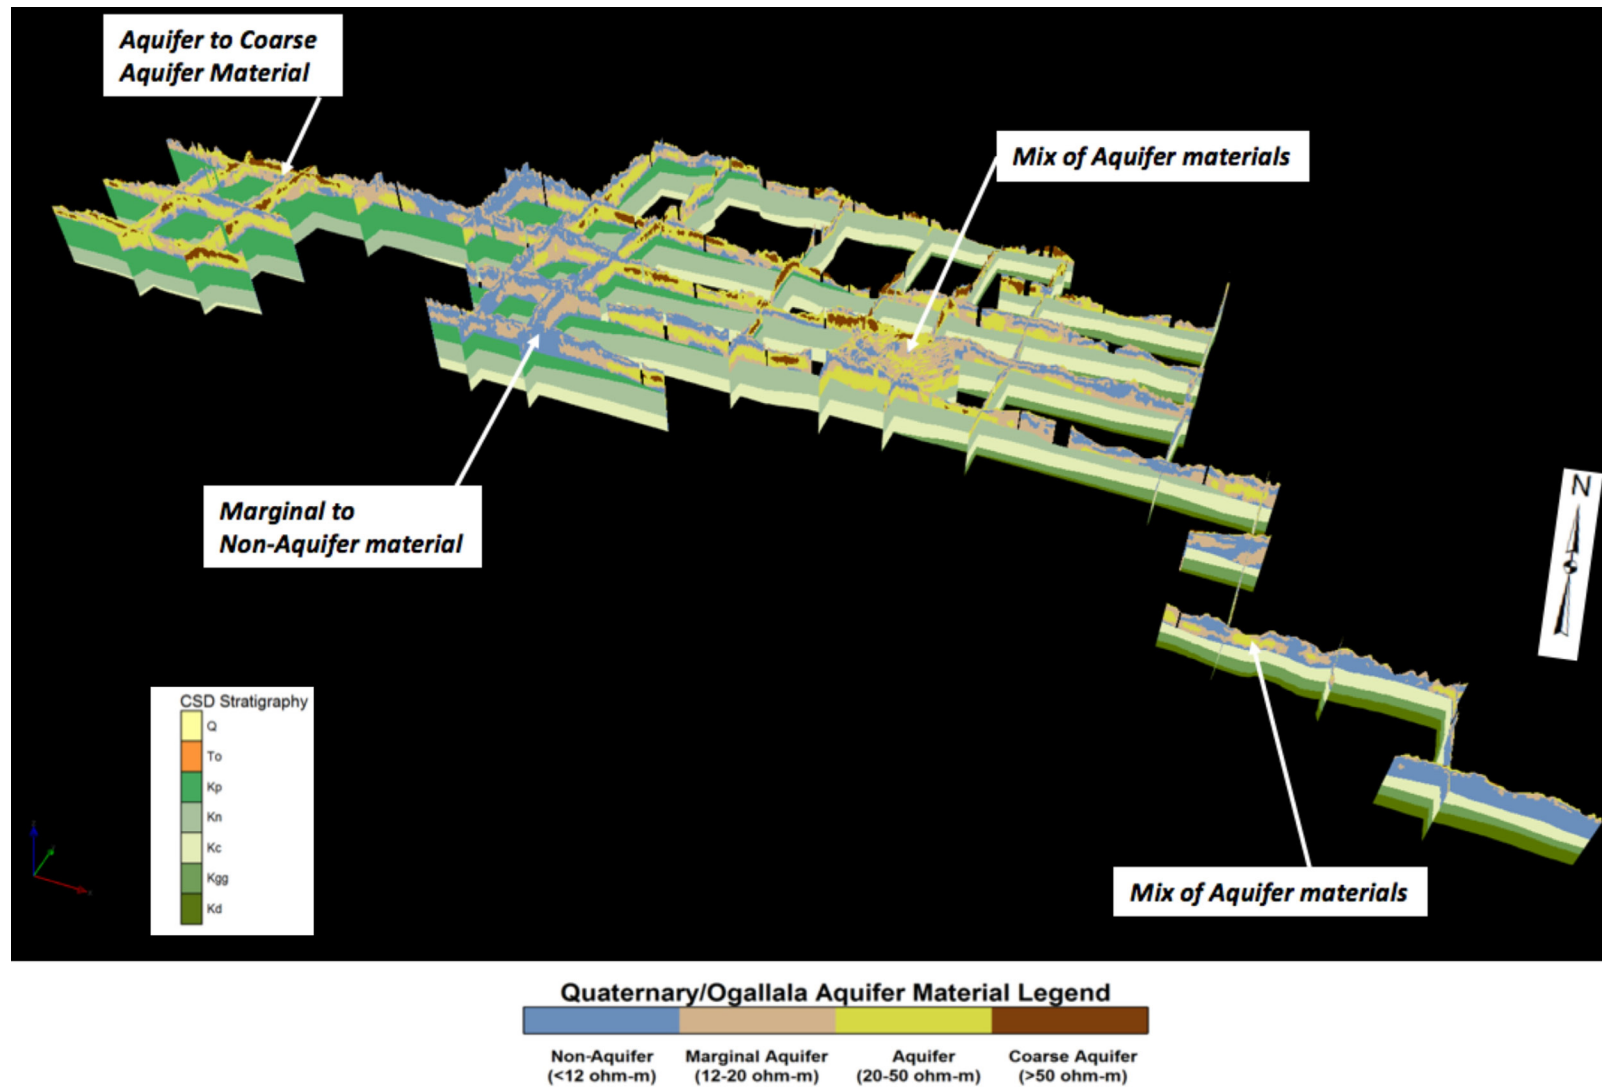 Aquifer to Coarse
Aquifer Material
Mix of Aquifer materials
Marginal to
Non-Aquifer material
N
CSD Stratigraphy
Q
To
Kp
Kn
Kc
Kgg
Kd
Mix of Aquifer materials
Quaternary/Ogallala Aquifer Material Legend
Non-Aquifer
(<12 ohm-m)
Marginal Aquifer
(12-20 ohm-m)
Aquifer
(20-50 ohm-m)
Coarse Aquifer
(>50 ohm-m)